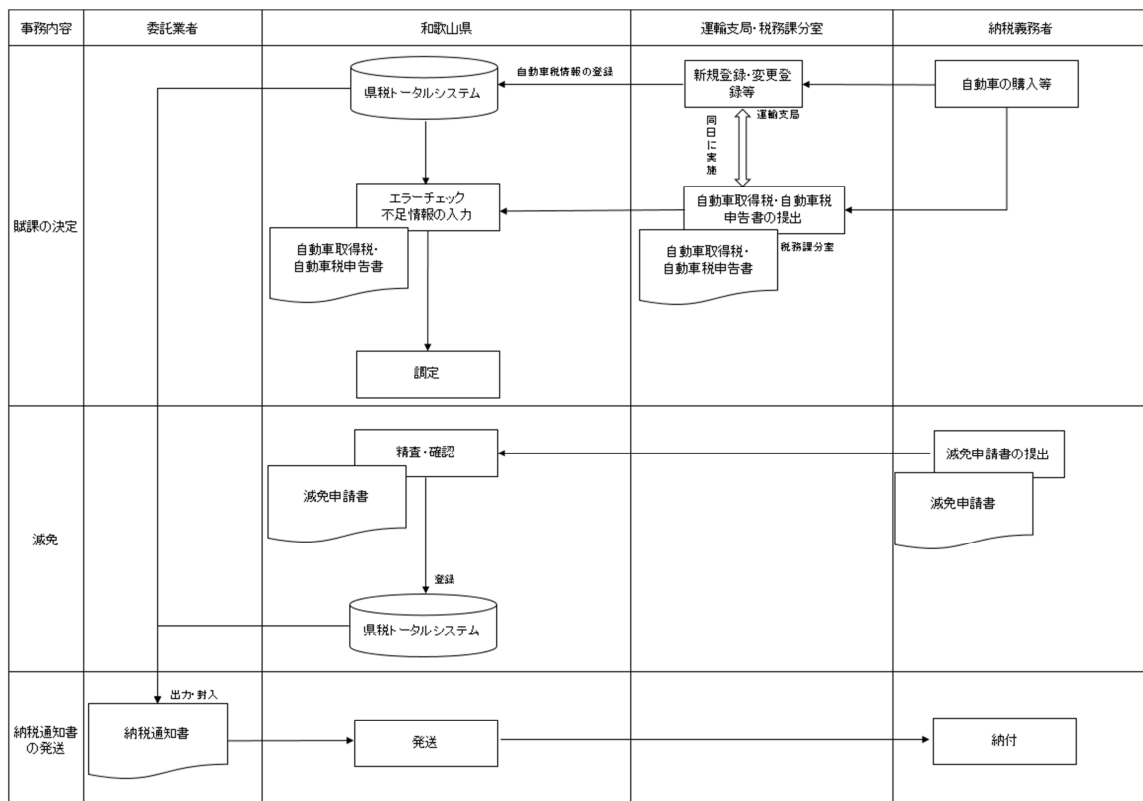 事務内容
委託業者
和歌山県
運輸支局・税務課分室
納税義務者
賦課の決定
県税トータルシステム
自動車税情報の登録
新規登録・変更登
録等
運輸支局
自動車の購入等
同日に実施
エラーチェック
不足情報の入力
自動車取得税・自動車税
申告書の提出
税務課分室
自動車取得税・
自動車税申告書
自動車取得税・
自動車税申告書
調定
減免
精査・確認
減免申請書の提出
減免申請書
減免申請書
登録
県税トータルシステム
納税通知書
の発送
出力・封入
納税通知書
発送
納付